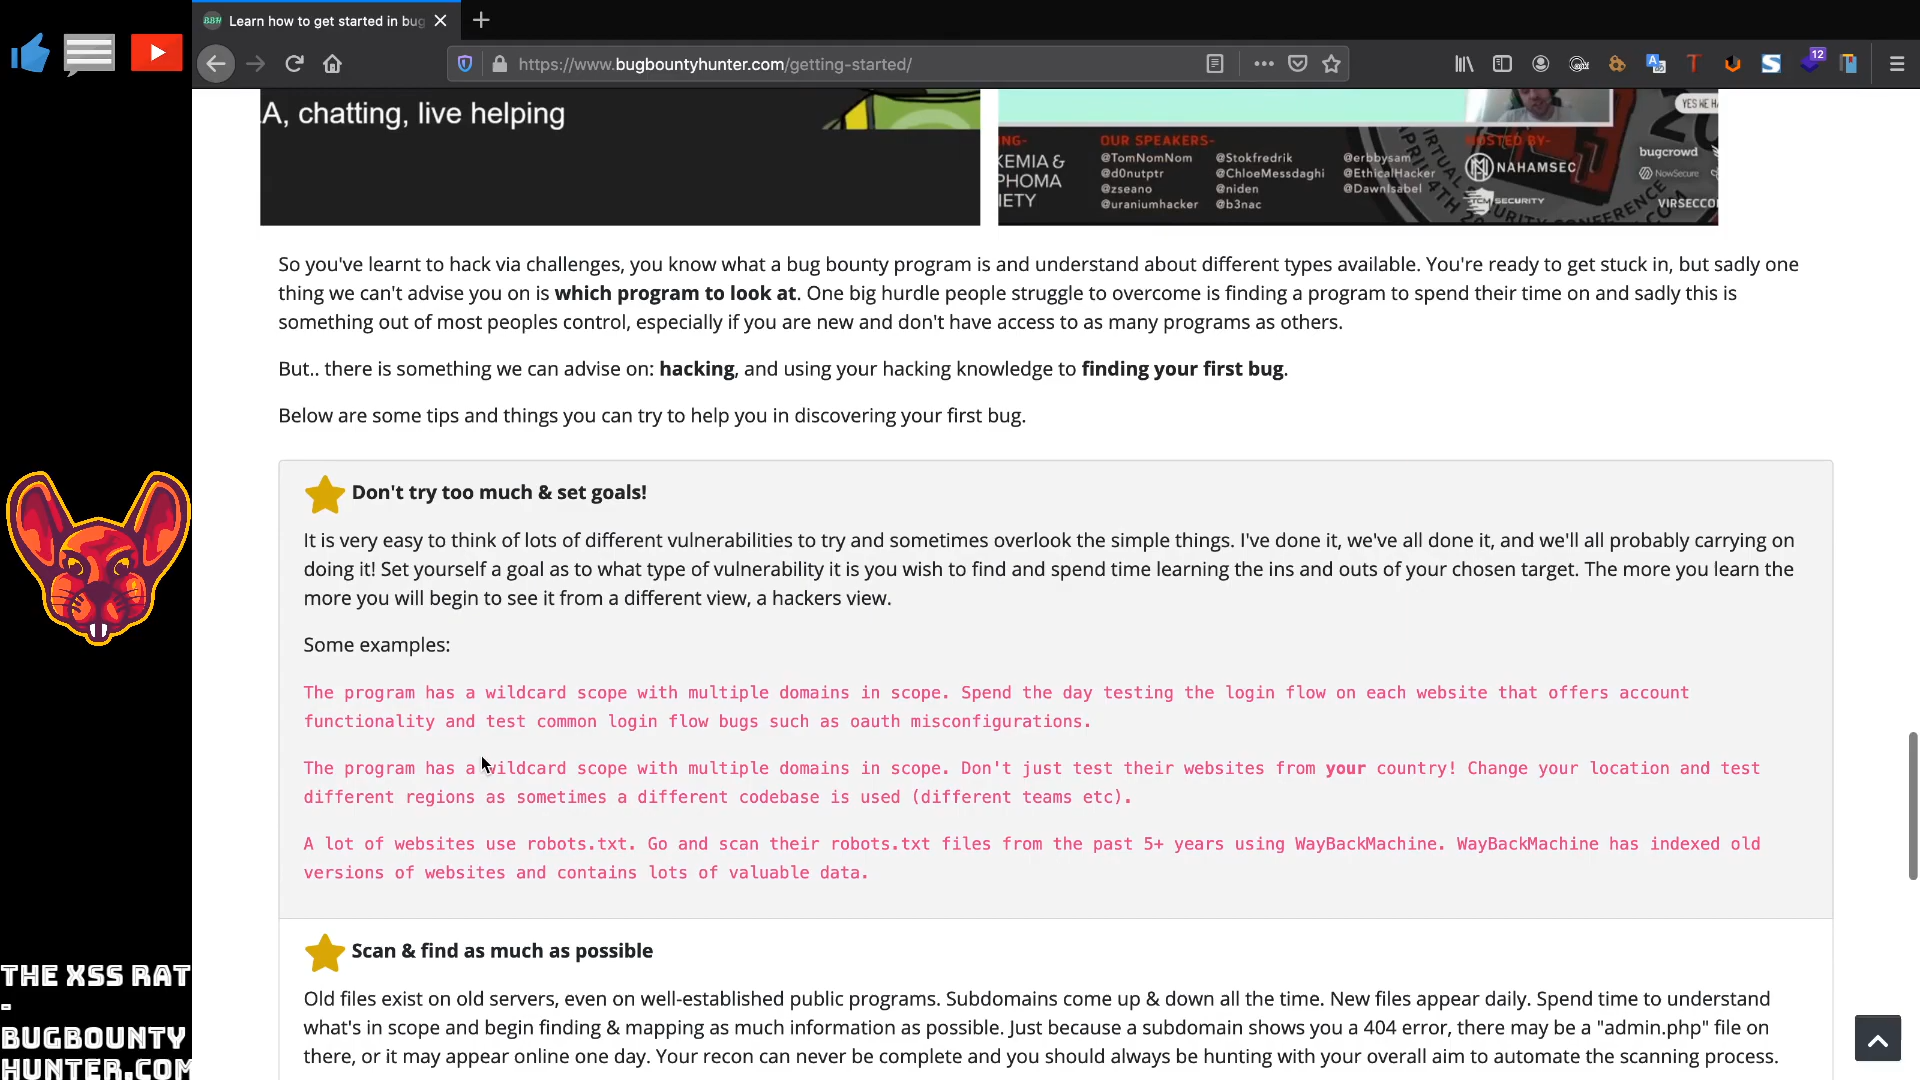 BBH Learn how to get started in bug
https://www.bugbountyhunter.com/getting-started/
12
A, chatting, live helping
YES WE H
ING-
OUR SPEAKERS-
HOSTED BY-
KEMIA &
PHOMA
IETY
@TomNomNom @Stokfredrik @erbbysam
@d0nutptr @ChloeMessdaghi @EthicalHacker
@zseano @niden @DawnIsabel
@uraniumhacker @b3nac
NAHAMSEC
SECURITY
bugcrowd
NowSecure
VIRSECCO
So you've learnt to hack via challenges, you know what a bug bounty program is and understand about different types available. You're ready to get stuck in, but sadly one
thing we can't advise you on is which program to look at. One big hurdle people struggle to overcome is finding a program to spend their time on and sadly this is
something out of most peoples control, especially if you are new and don't have access to as many programs as others.
But.. there is something we can advise on: hacking, and using your hacking knowledge to finding your first bug.
Below are some tips and things you can try to help you in discovering your first bug.
Don't try too much & set goals!
It is very easy to think of lots of different vulnerabilities to try and sometimes overlook the simple things. I've done it, we've all done it, and we'll all probably carrying on
doing it! Set yourself a goal as to what type of vulnerability it is you wish to find and spend time learning the ins and outs of your chosen target. The more you learn the
more you will begin to see it from a different view, a hackers view.
Some examples:
The program has a wildcard scope with multiple domains in scope. Spend the day testing the login flow on each website that offers account
functionality and test common login flow bugs such as oauth misconfigurations.
The program has a wildcard scope with multiple domains in scope. Don't just test their websites from your country! Change your location and test
different regions as sometimes a different codebase is used (different teams etc).
A lot of websites use robots.txt. Go and scan their robots.txt files from the past 5+ years using WayBackMachine. WayBackMachine has indexed old
versions of websites and contains lots of valuable data.
Scan & find as much as possible
Old files exist on old servers, even on well-established public programs. Subdomains come up & down all the time. New files appear daily. Spend time to understand
what's in scope and begin finding & mapping as much information as possible. Just because a subdomain shows you a 404 error, there may be a "admin.php" file on
there, or it may appear online one day. Your recon can never be complete and you should always be hunting with your overall aim to automate the scanning process.
THE XSS RAT
-
BUGBOUNTY
HUNTER.COM